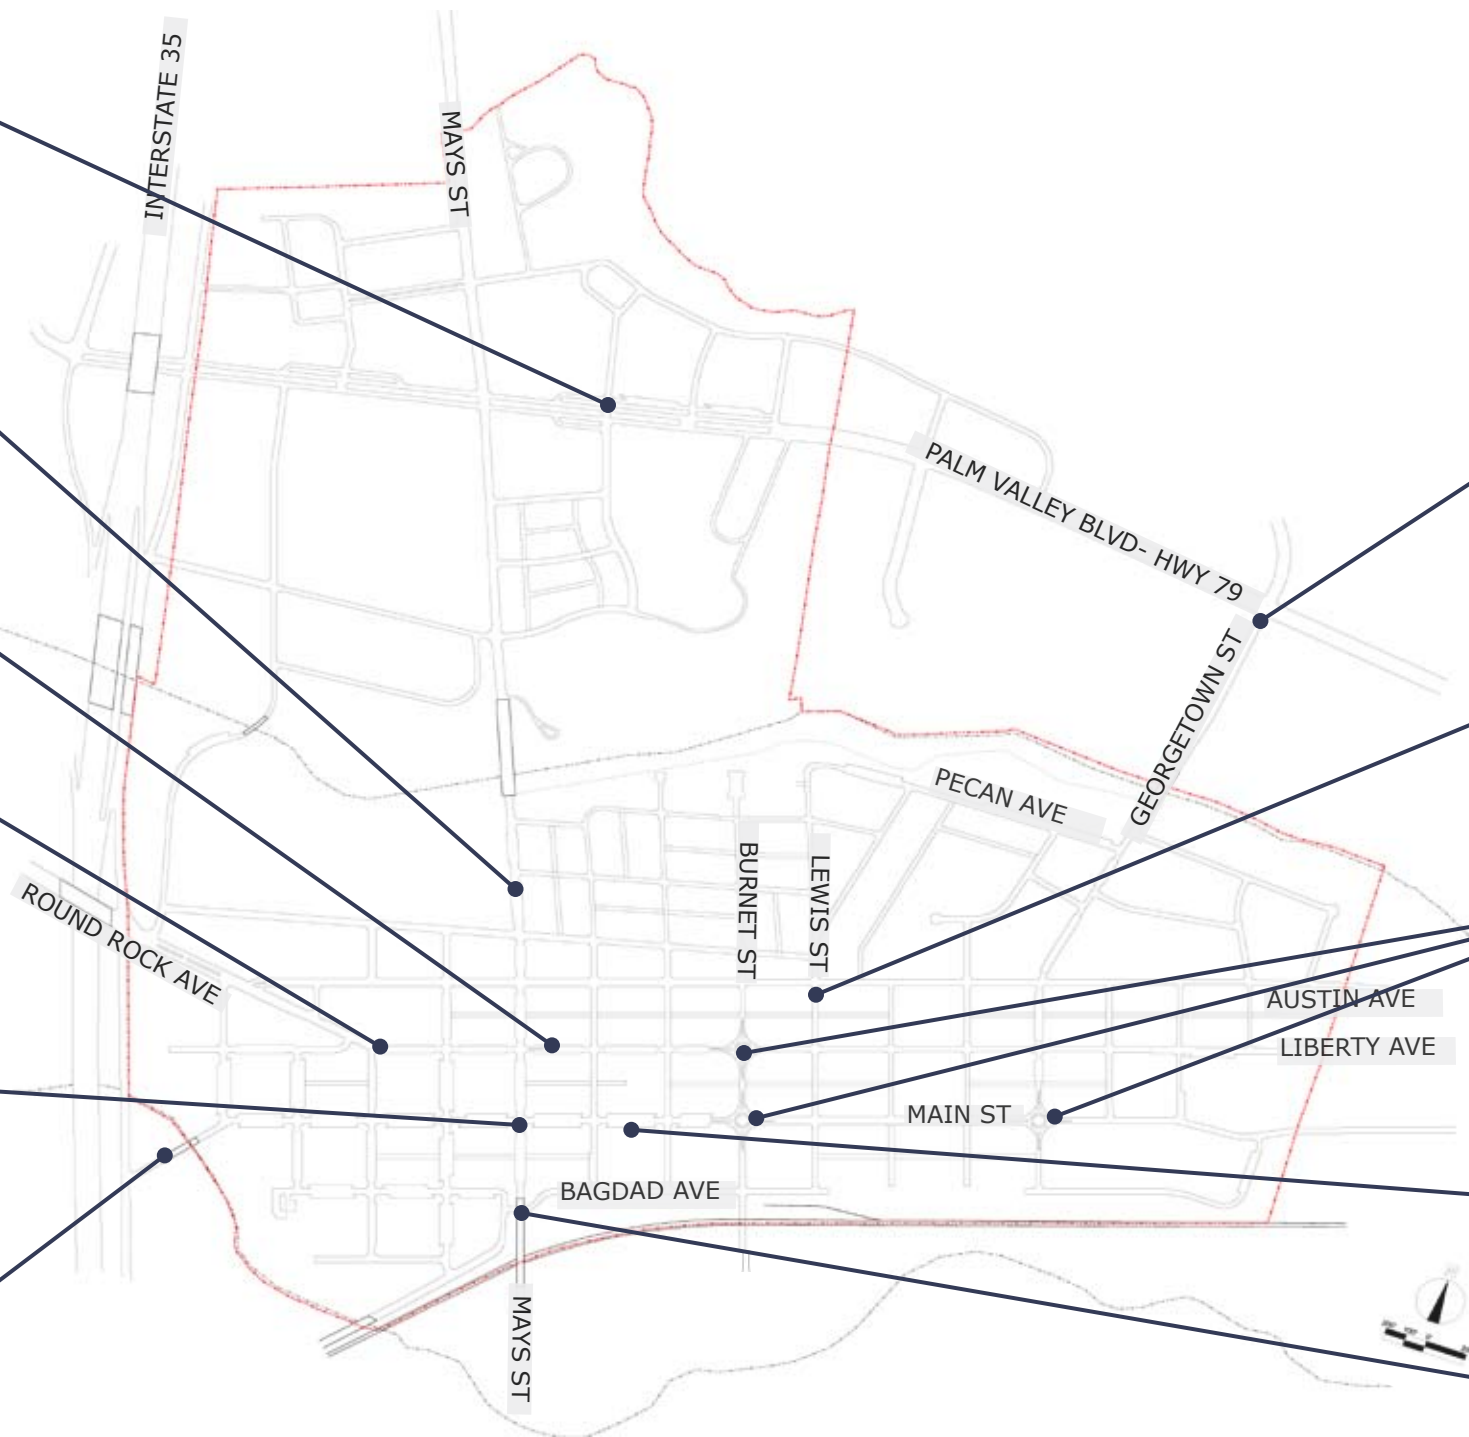 INTERSTATE 35
MAYS ST
PALM VALLEY BLVD- HWY 79
GEORGETOWN ST
PECAN AVE
BURNET ST
LEWIS ST
ROUND ROCK AVE
AUSTIN AVE
LIBERTY AVE
MAIN ST
BAGDAD AVE
MAYS ST